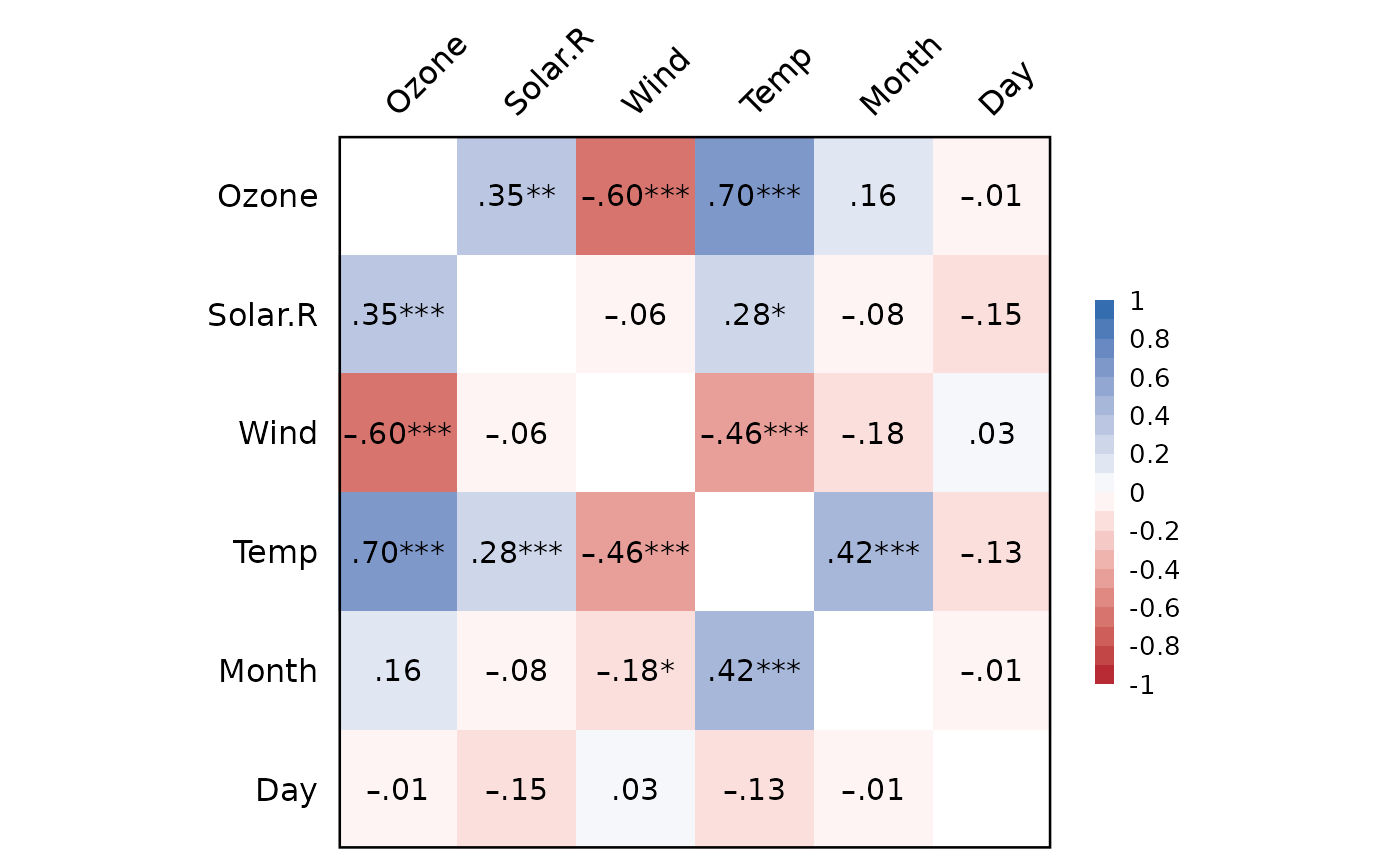 Ozone Solar.R Wind Temp Month Day
Ozone .35** –.60*** .70*** .16 –.01
Solar.R .35*** –.06 .28* –.08 –.15
Wind –.60*** –.06 –.46*** –.18 .03
Temp .70*** .28*** –.46*** .42*** –.13
Month .16 –.08 –.18* .42*** –.01
Day –.01 –.15 .03 –.13 –.01
1
0.8
0.6
0.4
0.2
0
-0.2
-0.4
-0.6
-0.8
-1